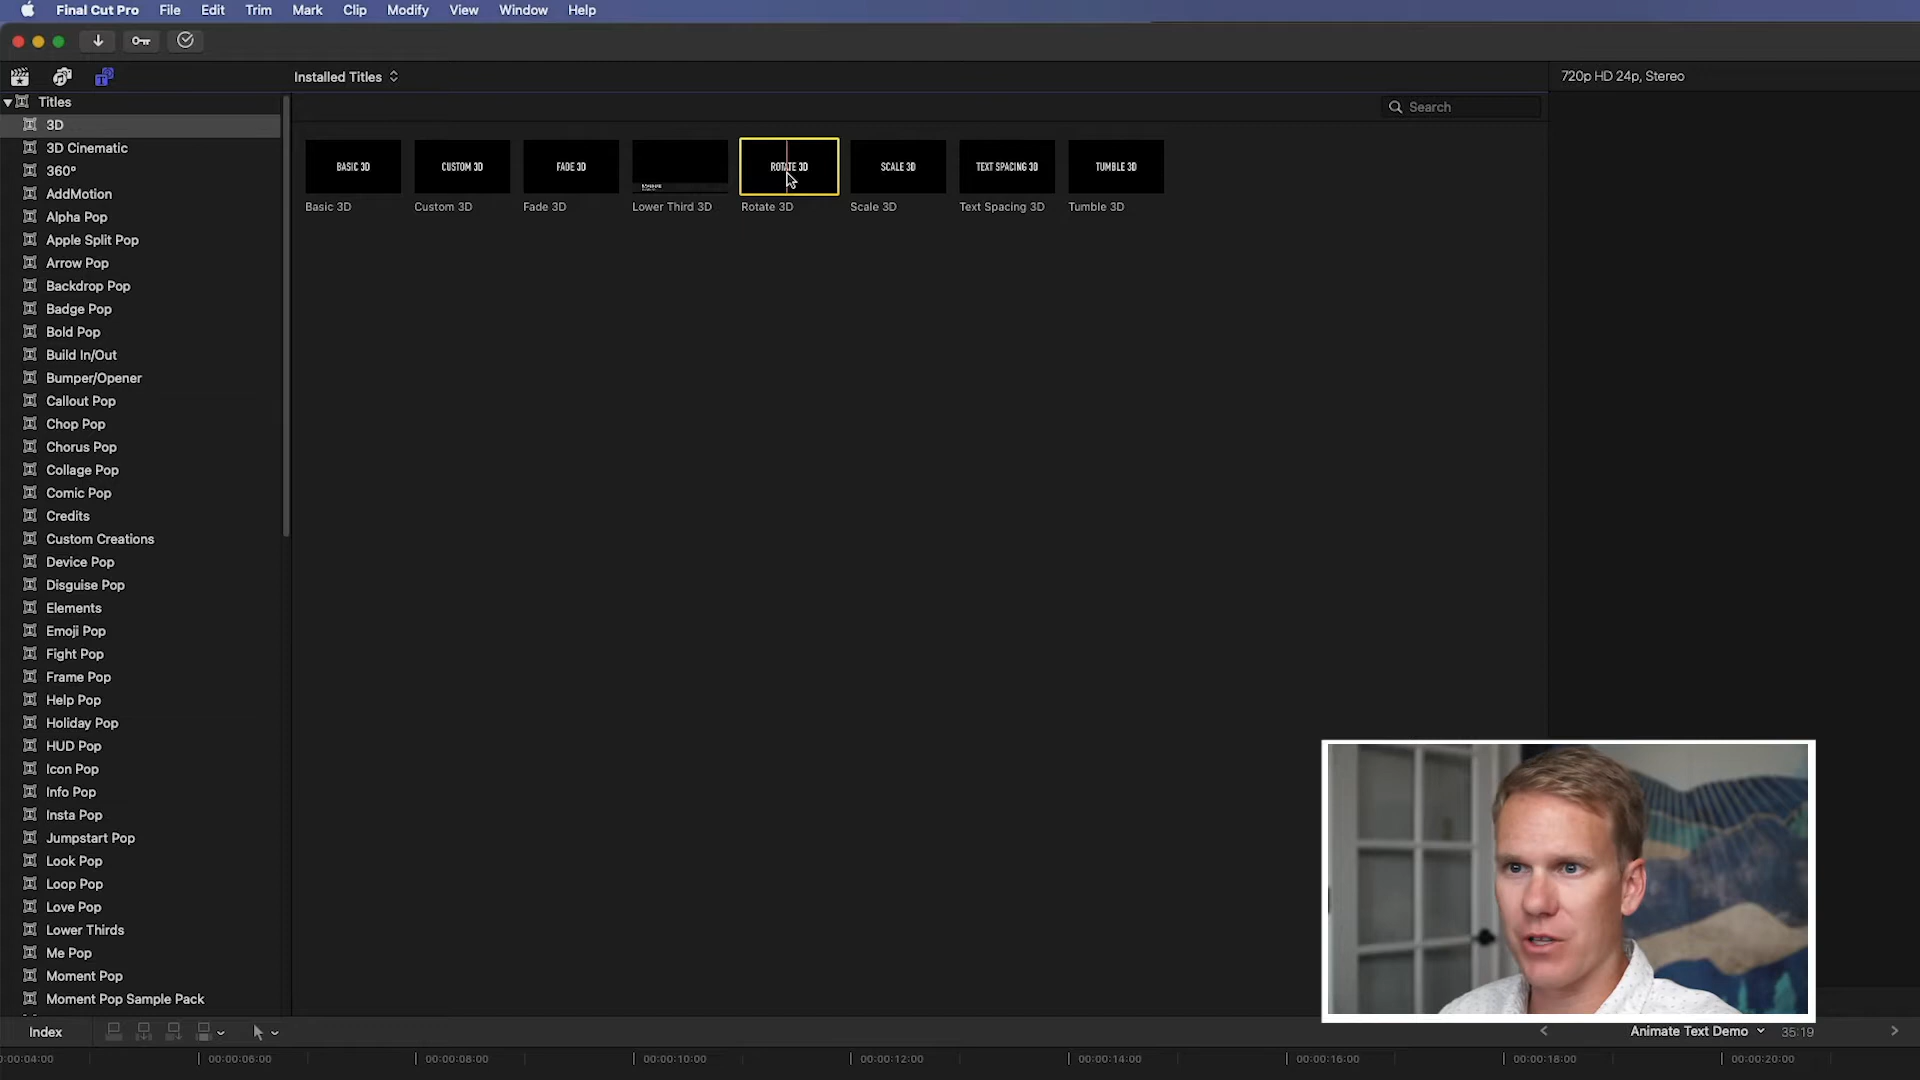 Final Cut Pro File Edit Trim Mark Clip Modify View Window Help
Installed Titles
720p HD 24p, Stereo
Search
Titles
3D
3D Cinematic
360°
AddMotion
Alpha Pop
Apple Split Pop
Arrow Pop
Backdrop Pop
Badge Pop
Bold Pop
Build In/Out
Bumper/Opener
Callout Pop
Chop Pop
Chorus Pop
Collage Pop
Comic Pop
Credits
Custom Creations
Device Pop
Disguise Pop
Elements
Emoji Pop
Fight Pop
Frame Pop
Help Pop
Holiday Pop
HUD Pop
Icon Pop
Info Pop
Insta Pop
Jumpstart Pop
Look Pop
Loop Pop
Love Pop
Lower Thirds
Me Pop
Moment Pop
Moment Pop Sample Pack
BASIC 3D CUSTOM 3D FADE 3D ROTATE 3D SCALE 3D TEXT SPACING 3D TUMBLE 3D
Basic 3D Custom 3D Fade 3D Lower Third 3D Rotate 3D Scale 3D Text Spacing 3D Tumble 3D
Index
Animate Text Demo 35:19
:00:04:00 00:00:06:00 00:00:08:00 00:00:10:00 00:00:12:00 00:00:14:00 00:00:16:00 00:00:18:00 00:00:20:00